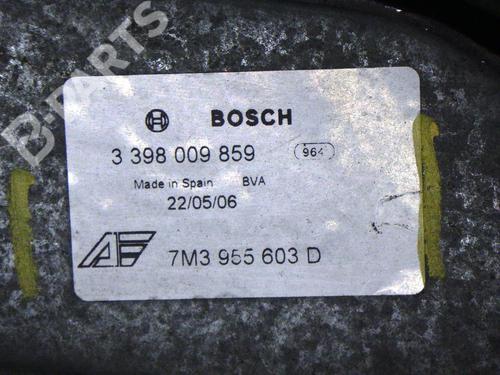 B-PARTS
BOSCH
3 398 009 859 964
Made in Spain BVA
22/05/06
7M3 955 603 D